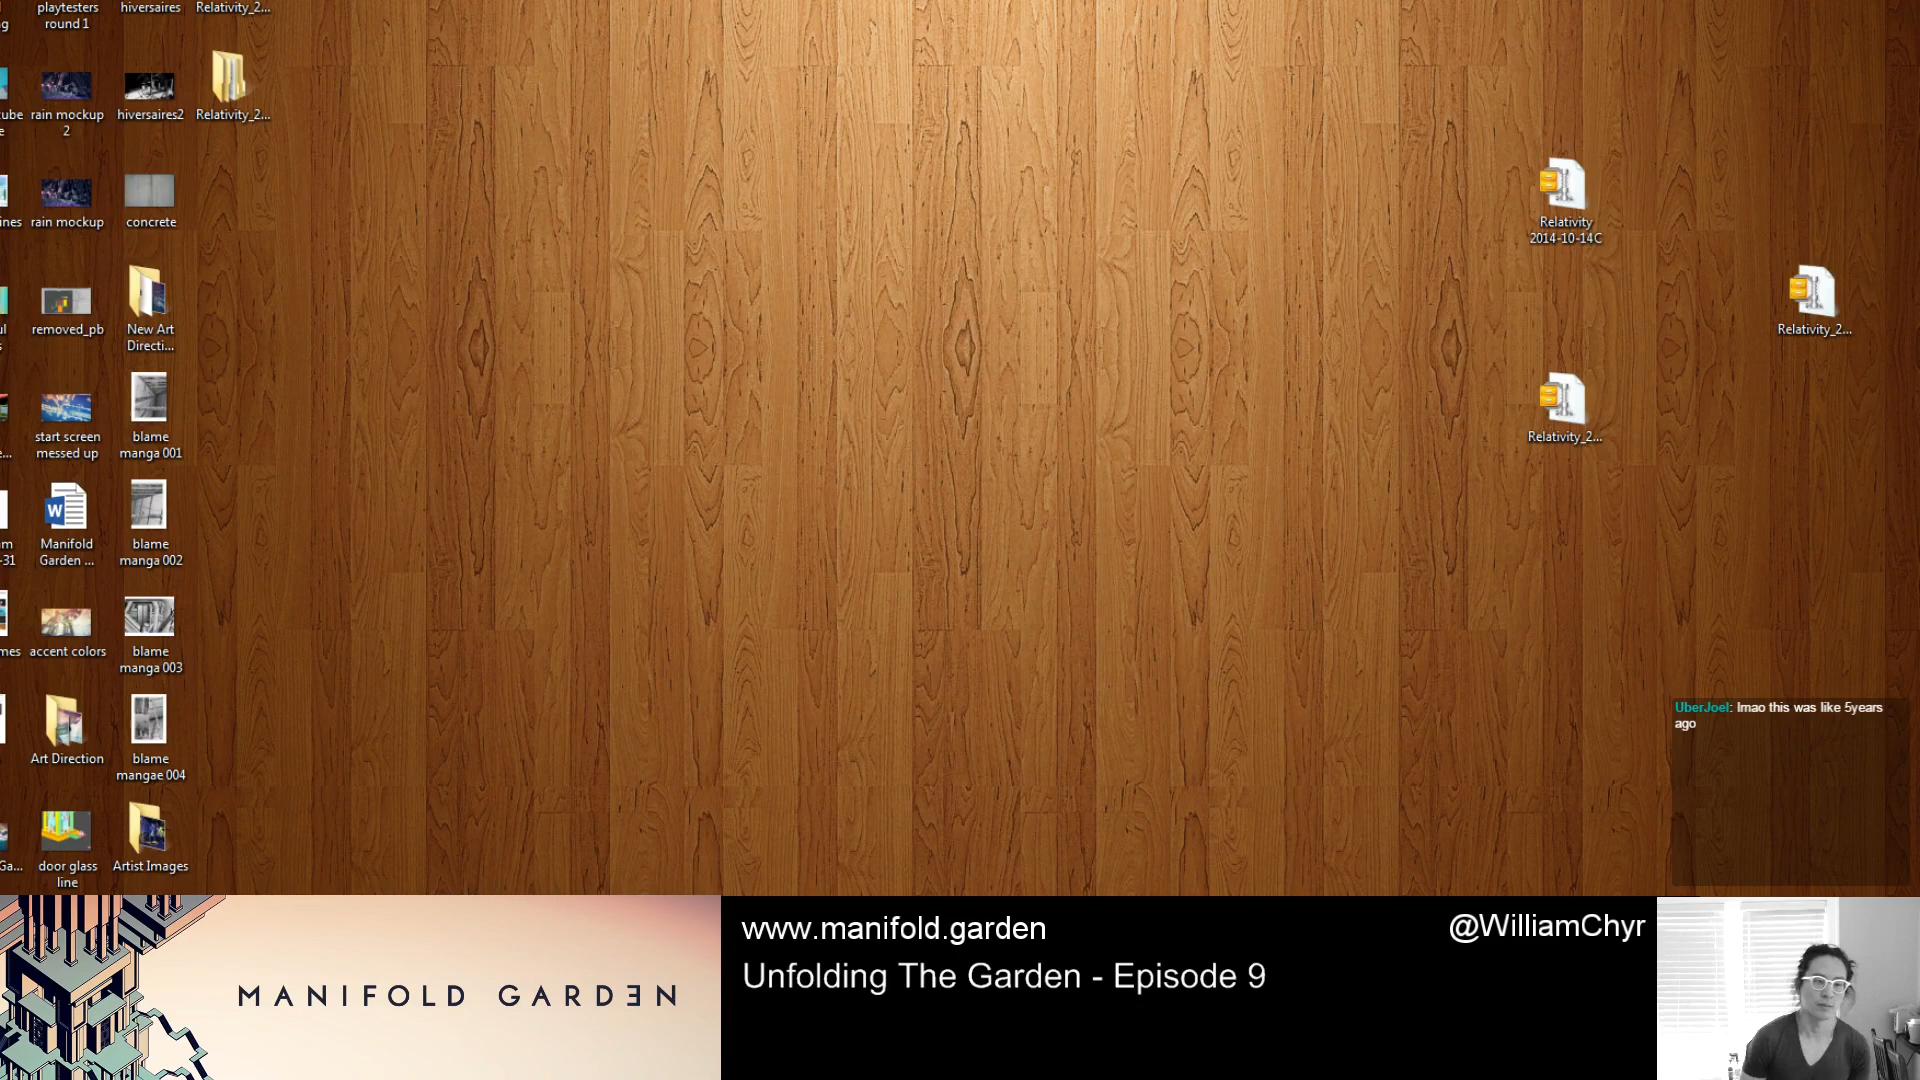 playtesters
round 1
hiversaires
Relativity_2...
rain mockup
2
hiversaires2
Relativity_2...
rain mockup
concrete
removed_pb
New Art
Directi...
start screen
messed up
blame
manga 001
Manifold
Garden ...
blame
manga 002
accent colors
blame
manga 003
Art Direction
blame
mangae 004
door glass
line
Artist Images
Relativity
2014-10-14C
Relativity_2...
Relativity_2...
UberJoel: lmao this was like 5years
ago
MANIFOLD GARDEN
www.manifold.garden
@WilliamChyr
Unfolding The Garden - Episode 9